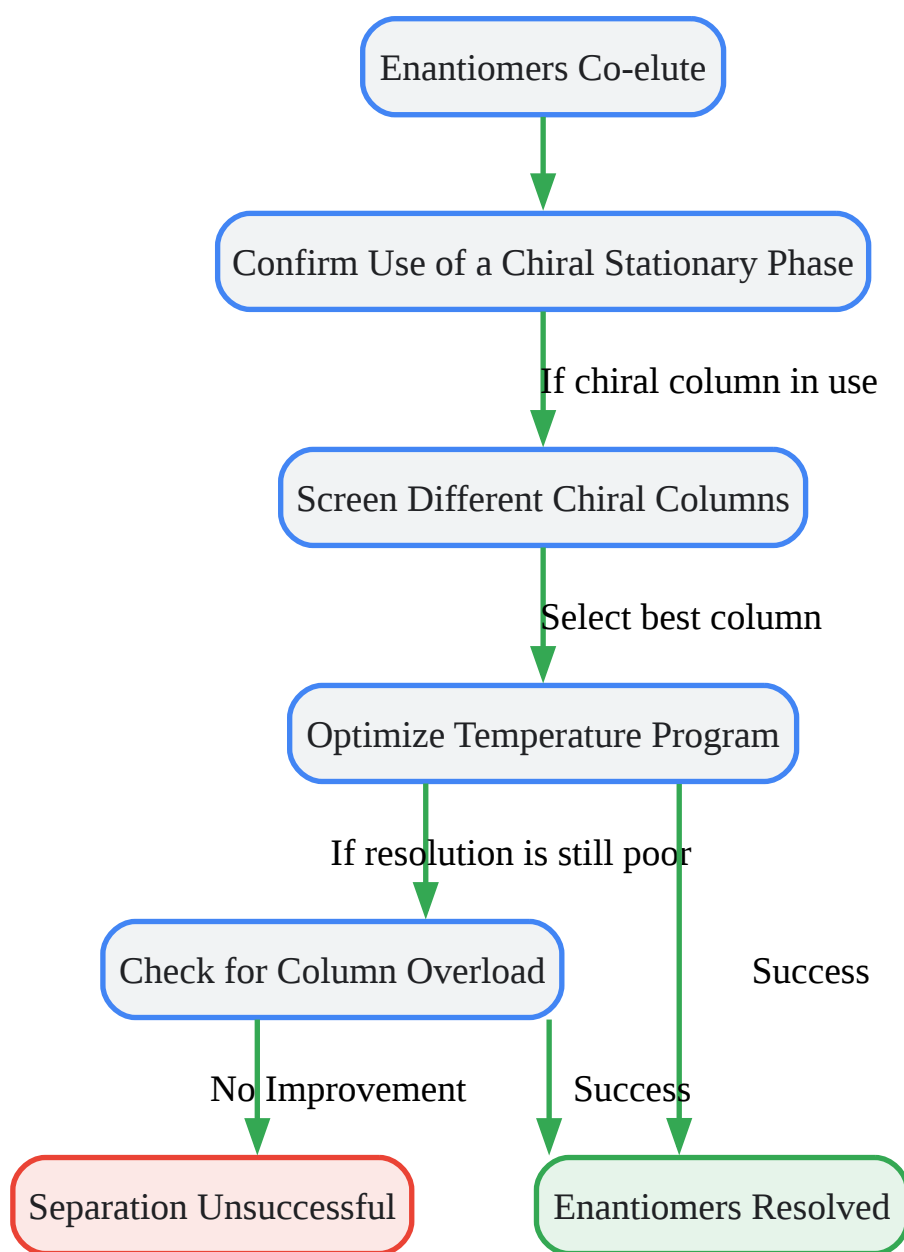 Enantiomers Co-elute
Confirm Use of a Chiral Stationary Phase
If chiral column in use
Screen Different Chiral Columns
Select best column
Optimize Temperature Program
If resolution is still poor
Check for Column Overload
Success
No Improvement
Success
Separation Unsuccessful
Enantiomers Resolved